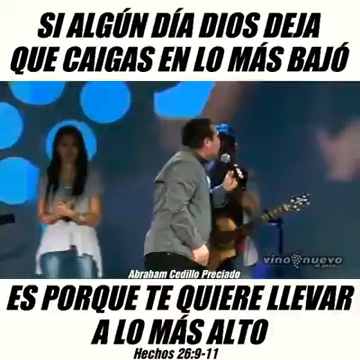 SI ALGÚN DÍA DIOS DEJA
QUE CAIGAS EN LO MÁS BAJÓ
vino nuevo
Abraham Cedillo Preciado
ES PORQUE TE QUIERE LLEVAR
A LO MÁS ALTO
Hechos 26:9-11